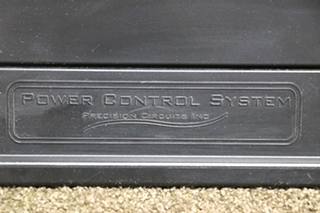 POWER CONTROL SYSTEM
PRECISION CIRCUITS INC